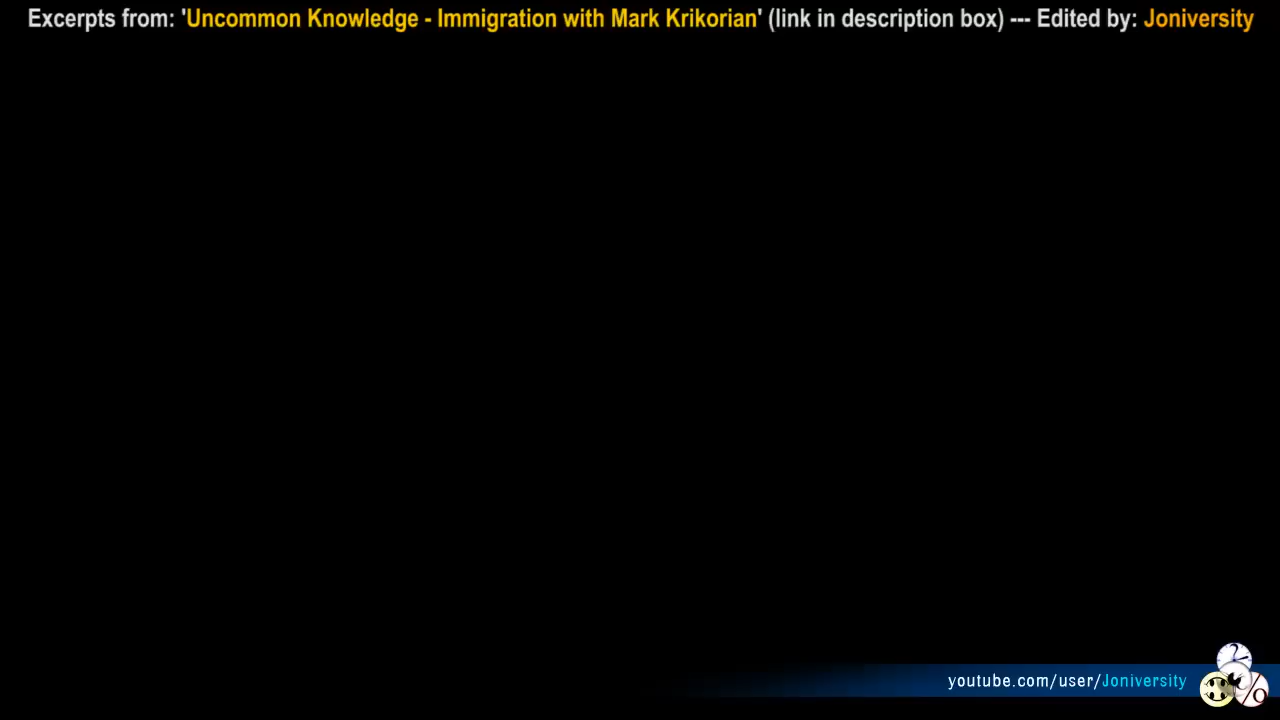 Excerpts from: 'Uncommon Knowledge - Immigration with Mark Krikorian' (link in description box) --- Edited by: Joniversity
youtube.com/user/Joniversity